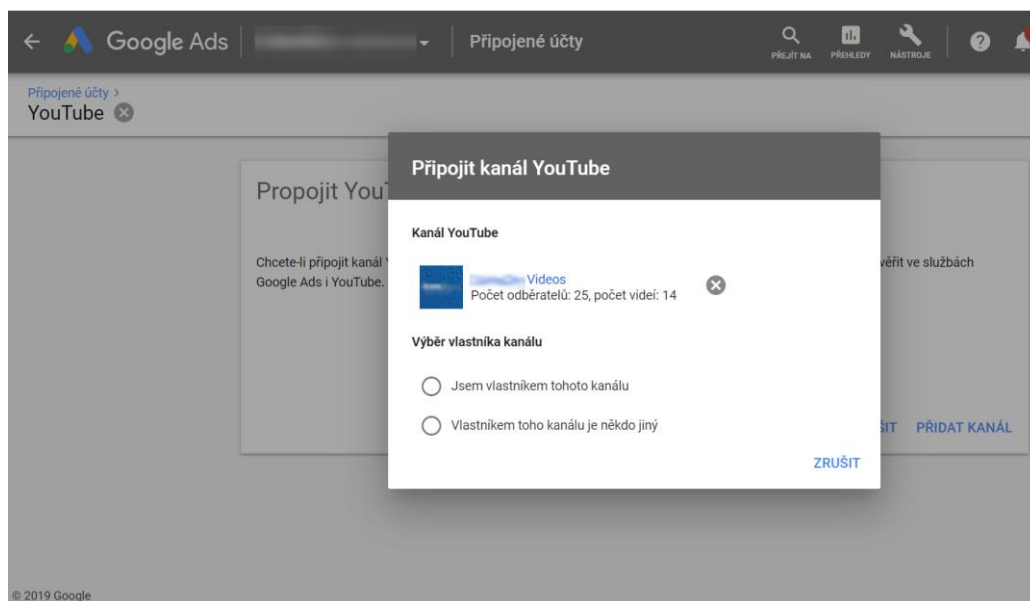 Google Ads
Připojené účty
PŘEJÍT NA
PŘEHLEDY
NÁSTROJE
?
Připojené účty >
YouTube
Propojit You
Připojit kanál YouTube
Chcete-li připojit kanál
věřit ve službách
Google Ads i YouTube.
Kanál YouTube
Videos
Počet odběratelů: 25, počet videí: 14
Výběr vlastníka kanálu
Jsem vlastníkem tohoto kanálu
Vlastníkem toho kanálu je někdo jiný
ŠIT PŘIDAT KANÁL
ZRUŠIT
© 2019 Google